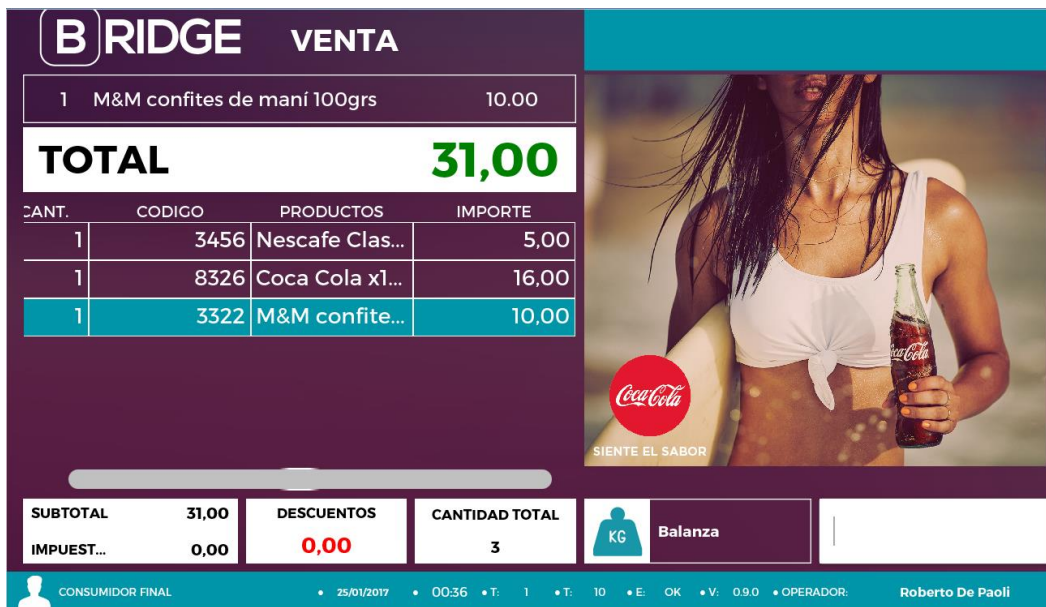 BRIDGE VENTA
1 M&M confites de maní 100grs 10.00
TOTAL 31,00
CANT. CODIGO PRODUCTOS IMPORTE
1 3456 Nescafe Clas... 5,00
1 8326 Coca Cola x1... 16,00
1 3322 M&M confite... 10,00
Coca-Cola
Coca-Cola
SIENTE EL SABOR
SUBTOTAL 31,00
IMPUEST... 0,00
DESCUENTOS
0,00
CANTIDAD TOTAL
3
KG Balanza
CONSUMIDOR FINAL • 25/01/2017 • 00:36 • T: 1 • T: 10 • E: OK • V: 0.9.0 • OPERADOR: Roberto De Paoli